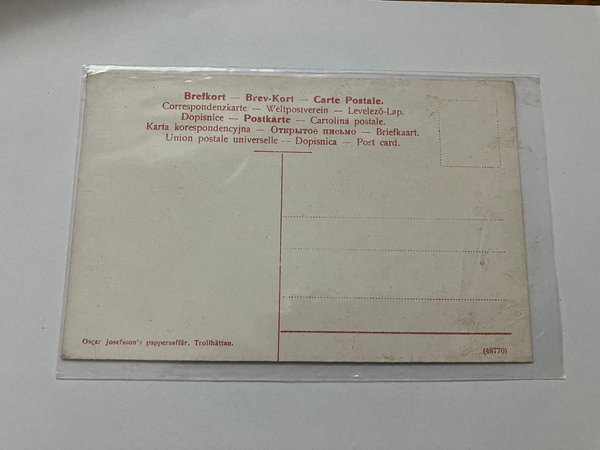 Brefkort — Brev-Kort — Carte Postale.
Correspondenzkarte — Weltpostverein — Levelező-Lap.
Dopisnice — Postkarte — Cartolina postale.
Karta korespondencyjna — Открытое письмо — Briefkaart.
Union postale universelle — Dopisnica — Post card.
Oscar josefsson's pappersaffär, Trollhättan.
(48770)